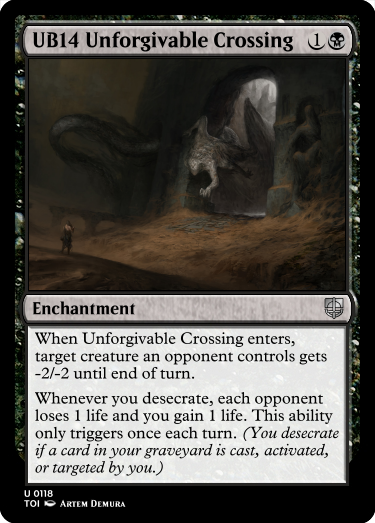 UB14 Unforgivable Crossing 1
Enchantment
When Unforgivable Crossing enters,
target creature an opponent controls gets
-2/-2 until end of turn.
Whenever you desecrate, each opponent
loses 1 life and you gain 1 life. This ability
only triggers once each turn. (You desecrate
if a card in your graveyard is cast, activated,
or targeted by you.)
U 0118
TOI Artem Demura